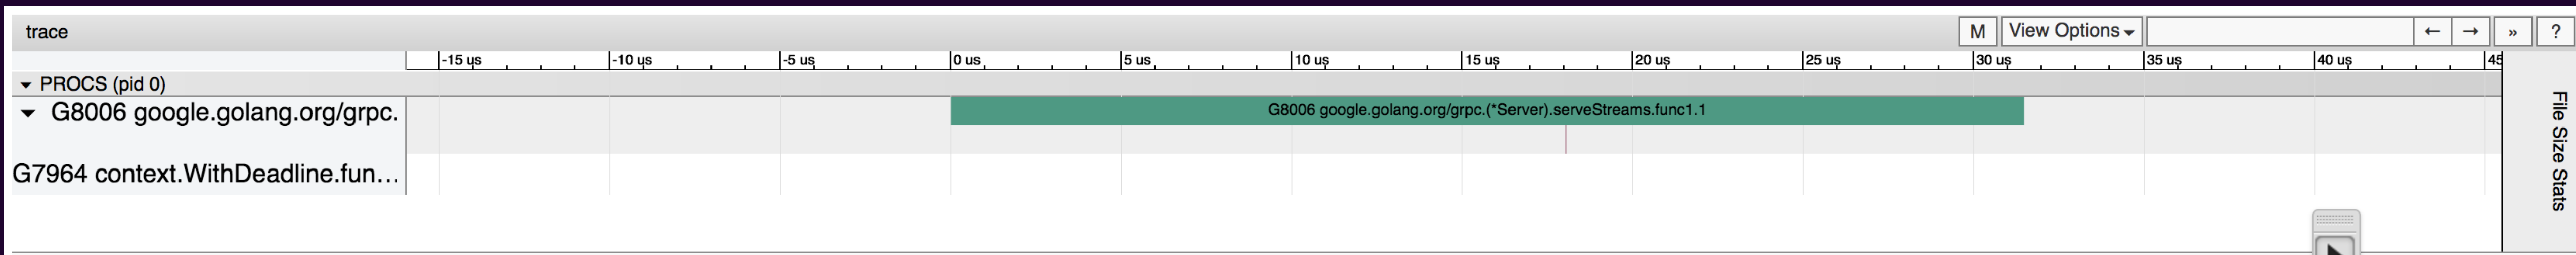 trace M View Options « → » ?
-15 us -10 us -5 us 0 us 5 us 10 us 15 us 20 us 25 us 30 us 35 us 40 us 45
PROCS (pid 0)
G8006 google.golang.org/grpc. G8006 google.golang.org/grpc.(*Server).serveStreams.func1.1
G7964 context.WithDeadline.fun...
File Size Stats